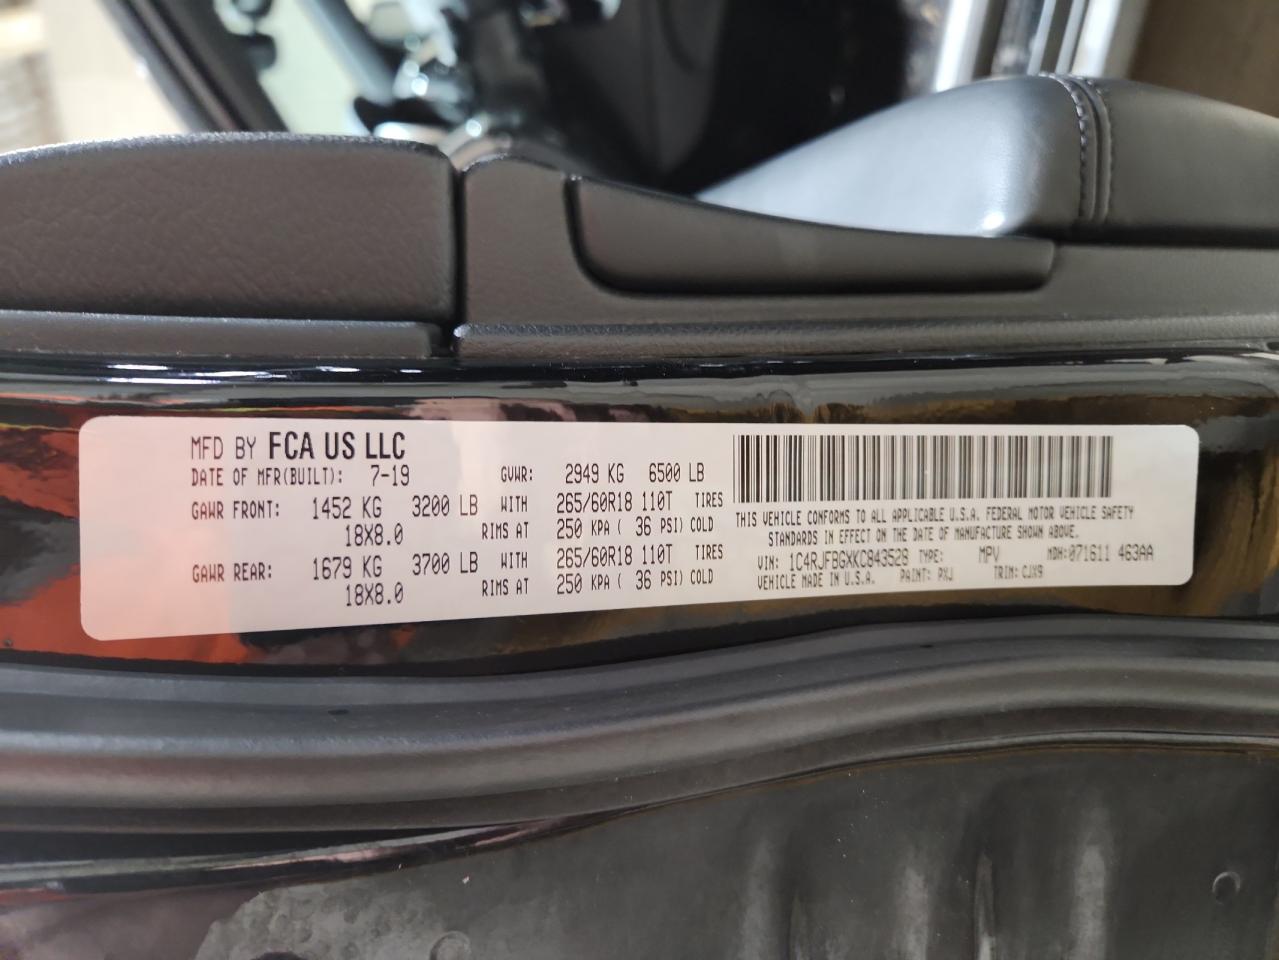 MFD BY FCA US LLC
DATE OF MFR(BUILT): 7-19 GVWR: 2949 KG 6500 LB
GAWR FRONT: 1452 KG 3200 LB WITH 265/60R18 110T TIRES
18X8.0 RIMS AT 250 KPA ( 36 PSI) COLD
GAWR REAR: 1679 KG 3700 LB WITH 265/60R18 110T TIRES
18X8.0 RIMS AT 250 KPA ( 36 PSI) COLD
THIS VEHICLE CONFORMS TO ALL APPLICABLE U.S.A. FEDERAL MOTOR VEHICLE SAFETY
STANDARDS IN EFFECT ON THE DATE OF MANUFACTURE SHOWN ABOVE.
VIN: 1C4RJFBGXKC843528 TYPE: MPV MDH:071611 463AA
VEHICLE MADE IN U.S.A. PAINT: PXJ TRIM: CJX9